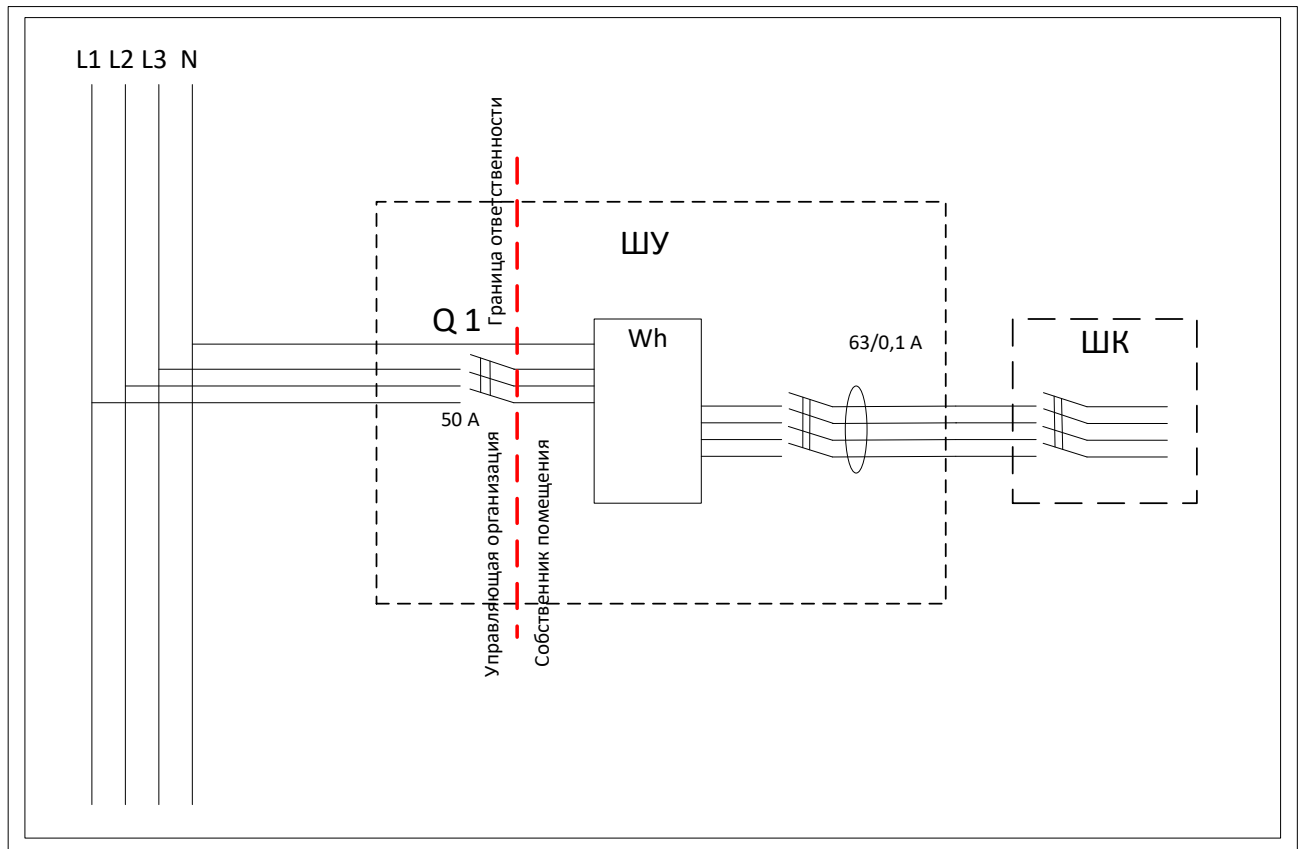 L1 L2 L3 N
Граница ответственности
ШУ
Q 1
Wh
63/0,1 А
ШК
50 А
Управляющая организация
Собственник помещения